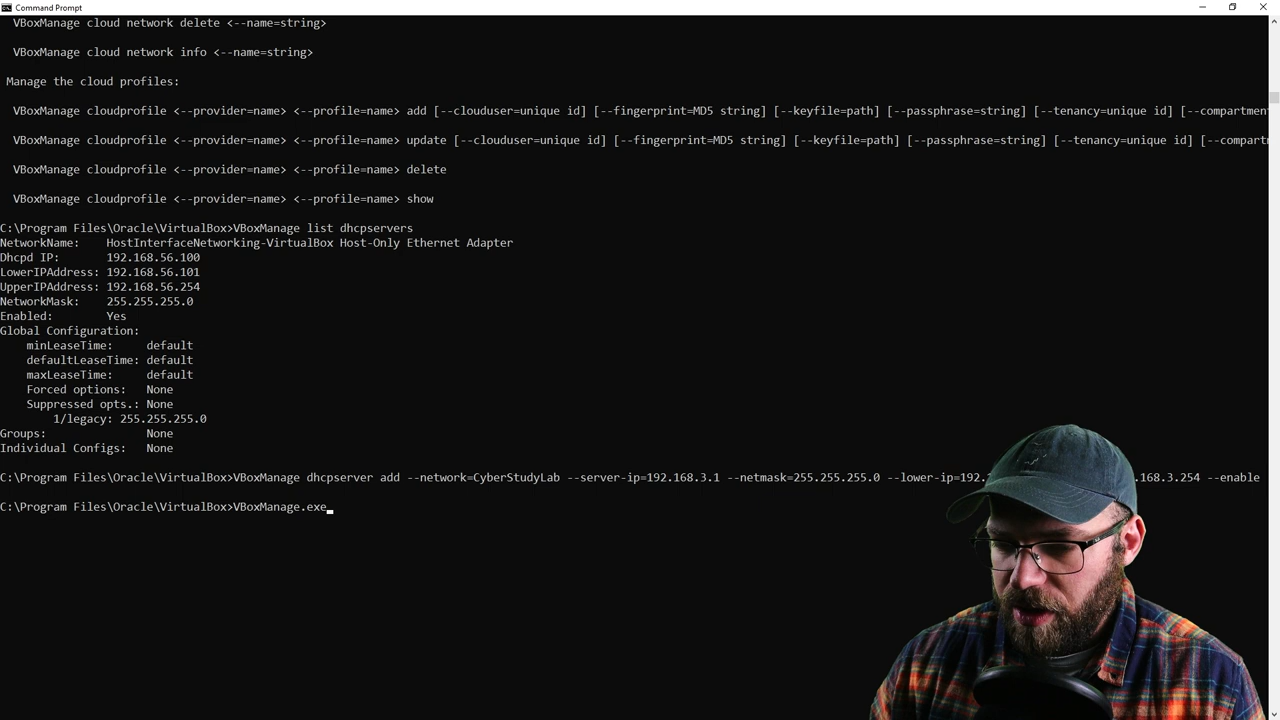 Command Prompt
VBoxManage cloud network delete <--name=string>
VBoxManage cloud network info <--name=string>
Manage the cloud profiles:
VBoxManage cloudprofile <--provider=name> <--profile=name> add [--clouduser=unique id] [--fingerprint=MD5 string] [--keyfile=path] [--passphrase=string] [--tenancy=unique id] [--compartmen
VBoxManage cloudprofile <--provider=name> <--profile=name> update [--clouduser=unique id] [--fingerprint=MD5 string] [--keyfile=path] [--passphrase=string] [--tenancy=unique id] [--compart
VBoxManage cloudprofile <--provider=name> <--profile=name> delete
VBoxManage cloudprofile <--provider=name> <--profile=name> show
C:\Program Files\Oracle\VirtualBox>VBoxManage list dhcpservers
NetworkName: HostInterfaceNetworking-VirtualBox Host-Only Ethernet Adapter
Dhcpd IP: 192.168.56.100
LowerIPAddress: 192.168.56.101
UpperIPAddress: 192.168.56.254
NetworkMask: 255.255.255.0
Enabled: Yes
Global Configuration:
minLeaseTime: default
defaultLeaseTime: default
maxLeaseTime: default
Forced options: None
Suppressed opts.: None
1/legacy: 255.255.255.0
Groups: None
Individual Configs: None
C:\Program Files\Oracle\VirtualBox>VBoxManage dhcpserver add --network=CyberStudyLab --server-ip=192.168.3.1 --netmask=255.255.255.0 --lower-ip=192. 168.3.254 --enable
C:\Program Files\Oracle\VirtualBox>VBoxManage.exe